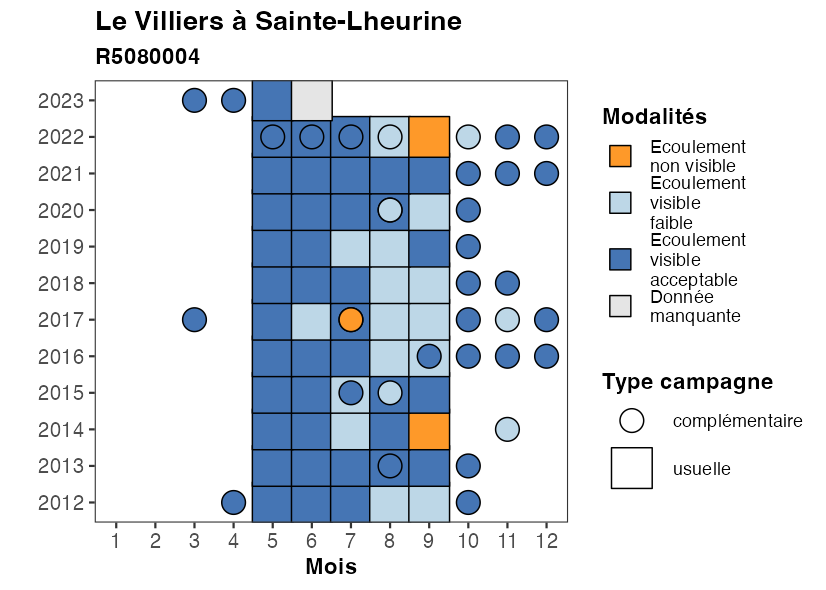 Le Villiers à Sainte-Lheurine
R5080004
2023
2022
2021
2020
2019
2018
2017
2016
2015
2014
2013
2012
1 2 3 4 5 6 7 8 9 10 11 12
Mois
Modalités
Ecoulement
non visible
Ecoulement
visible
faible
Ecoulement
visible
acceptable
Donnée
manquante
Type campagne
complémentaire
usuelle